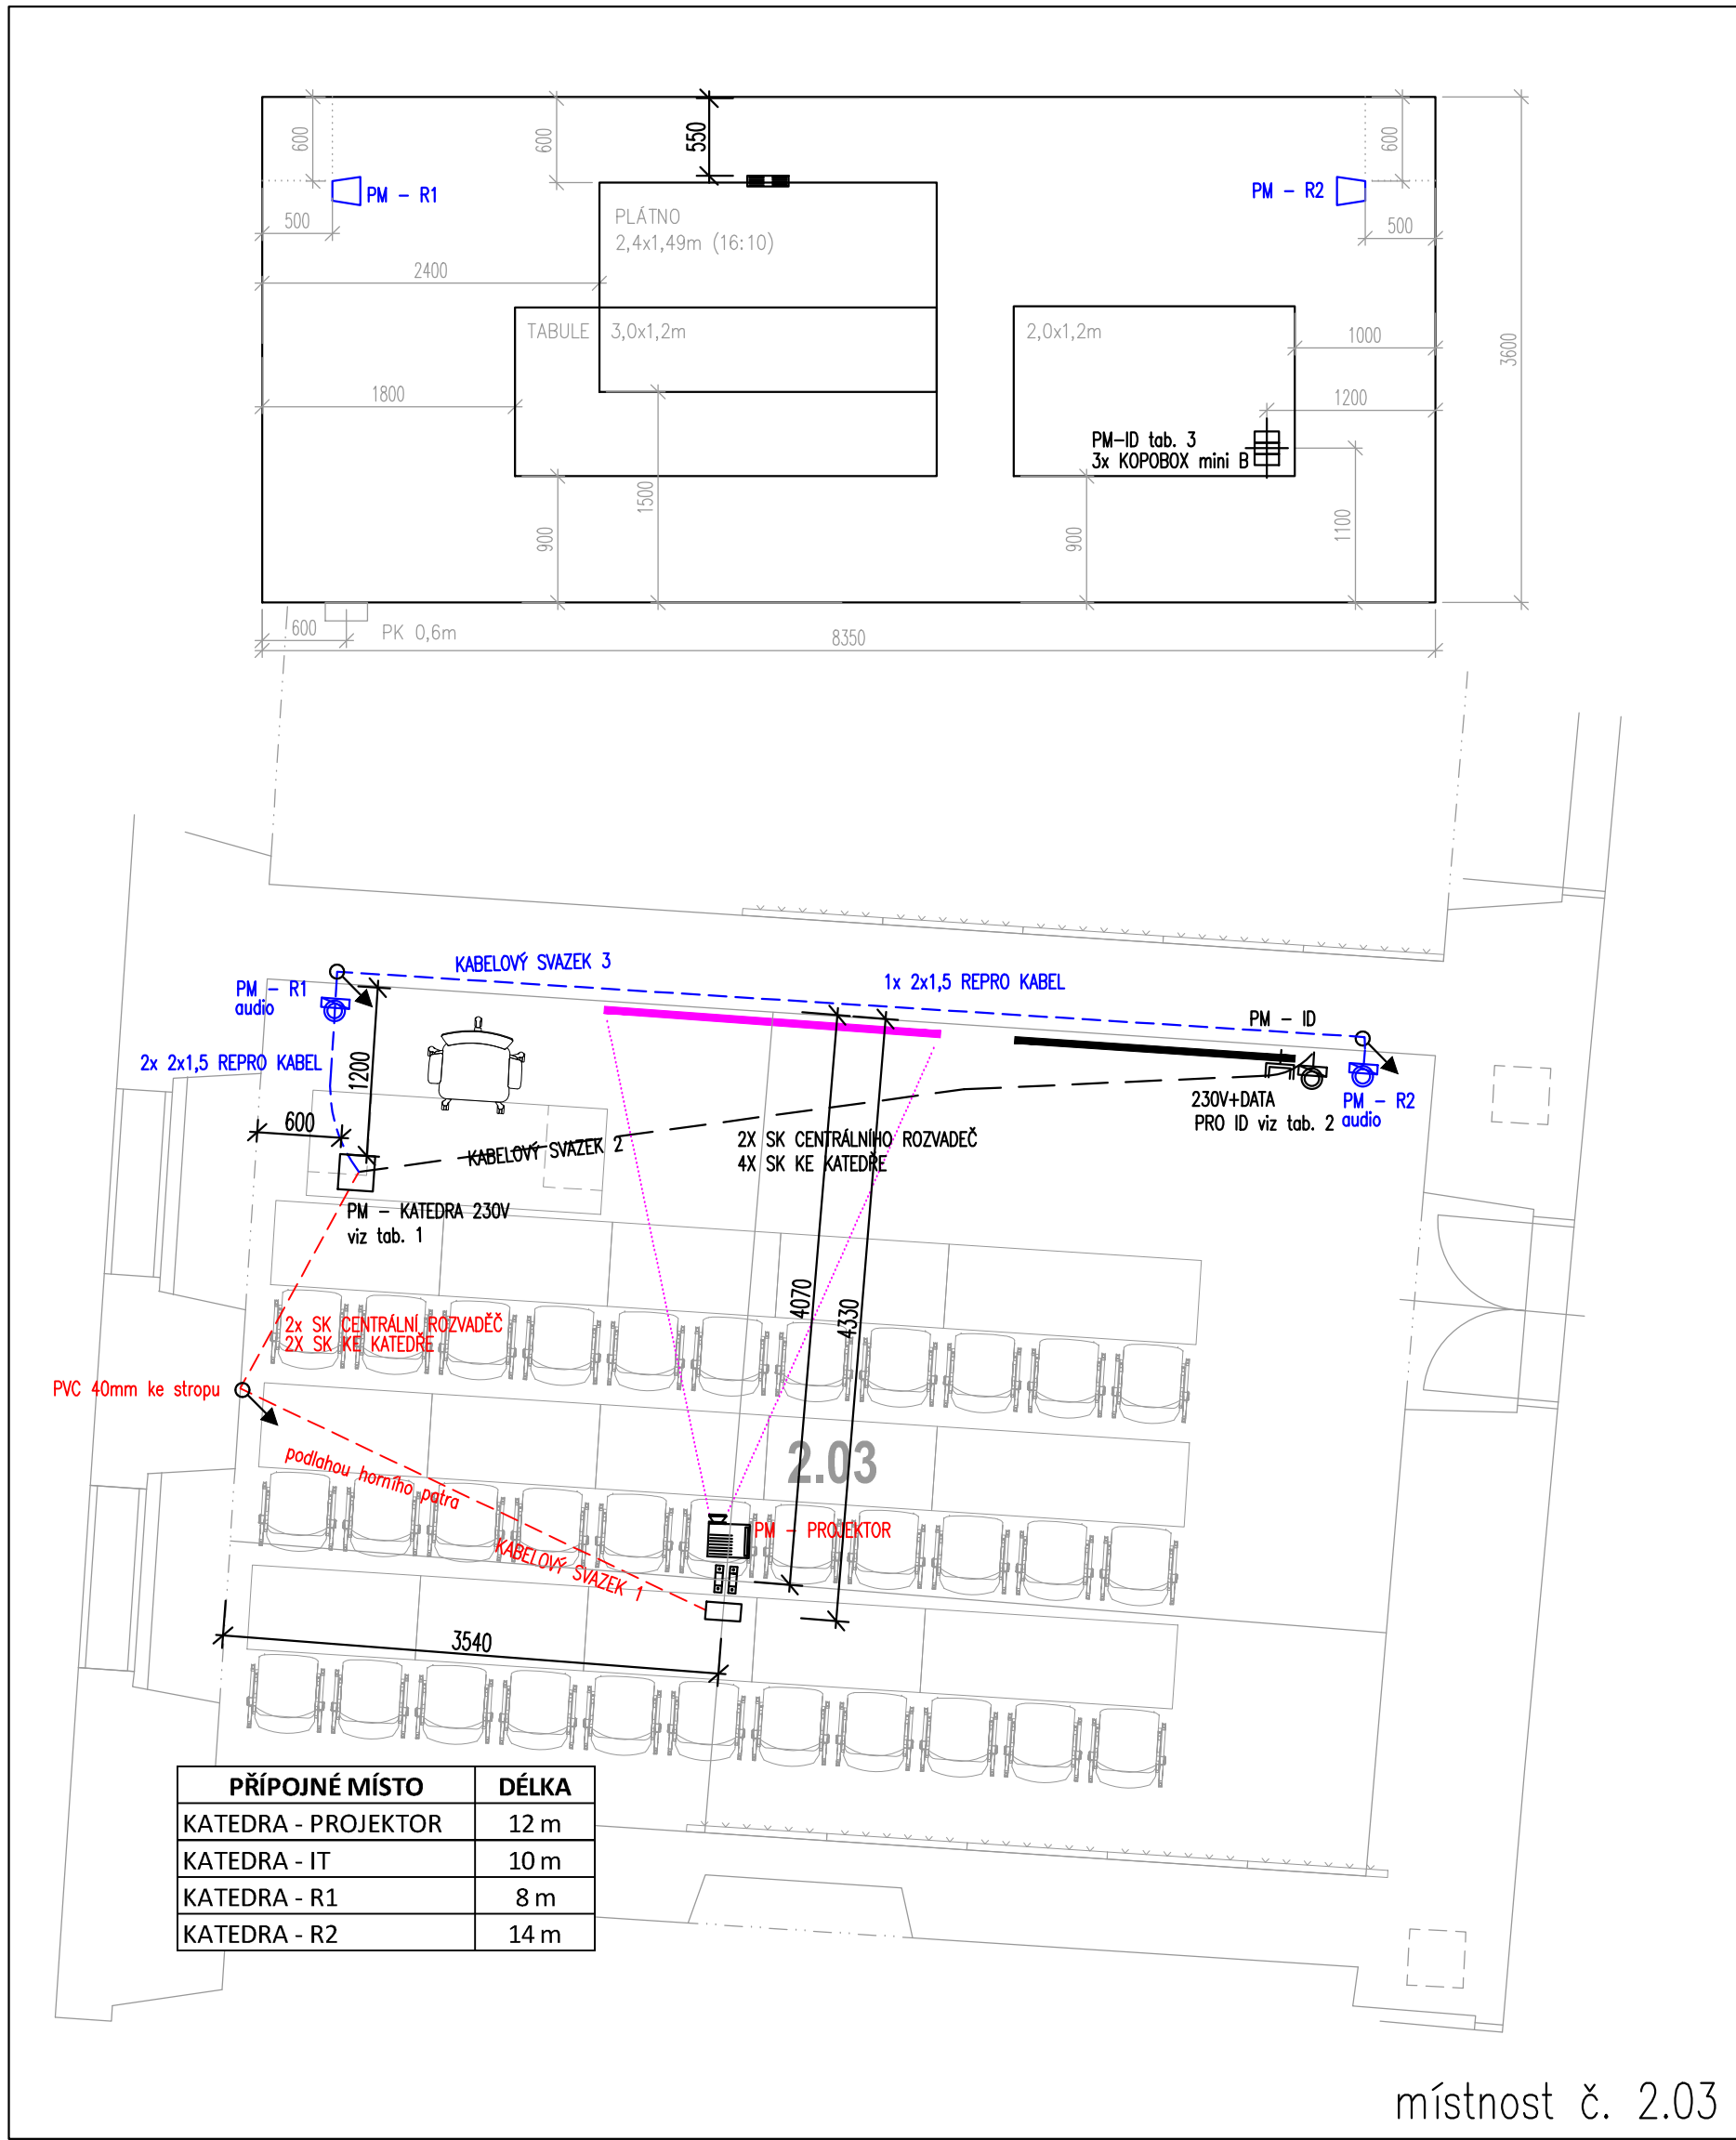 600
600
550
600
PM - R1
PM - R2
500
500
PLÁTNO
2,4x1,49m (16:10)
2400
TABULE
3,0x1,2m
2,0x1,2m
1000
3600
1800
1200
PM-ID tab. 3
3x KOPOBOX mini B
1500
900
900
1100
600
PK 0,6m
8350
KABELOVÝ SVAZEK 3
1x 2x1,5 REPRO KABEL
PM - R1
audio
PM - ID
2x 2x1,5 REPRO KABEL
1200
230V+DATA
PRO ID viz tab. 2
PM - R2
audio
600
KABELOVÝ SVAZEK 2
2X SK CENTRÁLNÍHO ROZVADEČ
4X SK KE KATEDŘE
PM - KATEDRA 230V
viz tab. 1
4070
4330
2x SK CENTRÁLNÍ ROZVADĚČ
2X SK KE KATEDŘE
PVC 40mm ke stropu
podlahou horního patra
2.03
PM - PROJEKTOR
KABELOVÝ SVAZEK 1
3540
PŘÍPOJNÉ MÍSTO DÉLKA
KATEDRA - PROJEKTOR 12 m
KATEDRA - IT 10 m
KATEDRA - R1 8 m
KATEDRA - R2 14 m
místnost č. 2.03